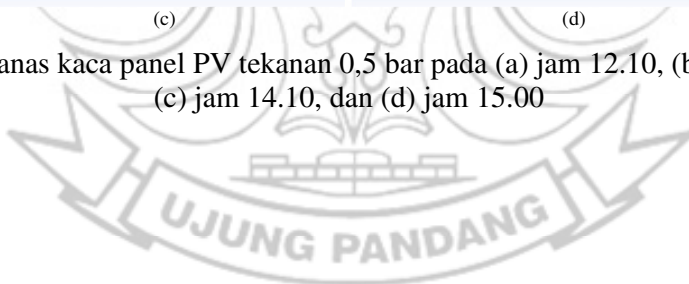 (c) (d)
anas kaca panel PV tekanan 0,5 bar pada (a) jam 12.10, (b
(c) jam 14.10, dan (d) jam 15.00
UJUNG PANDANG